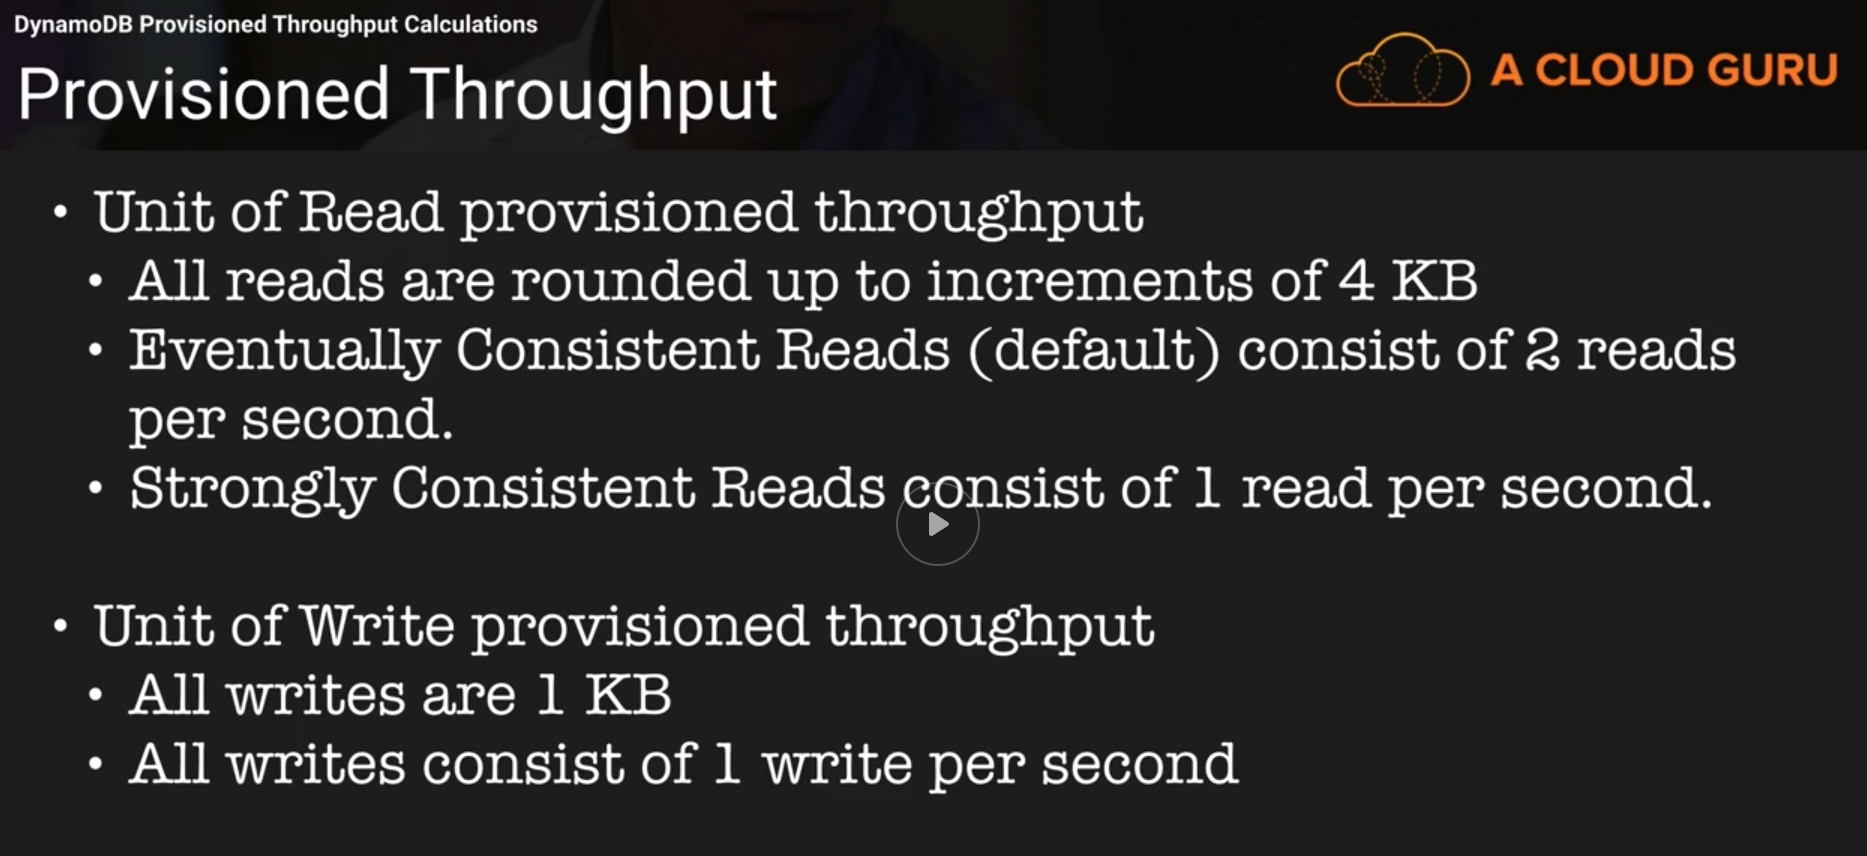 DynamoDB Provisioned Throughput Calculations
Provisioned Throughput
A CLOUD GURU
• Unit of Read provisioned throughput
• All reads are rounded up to increments of 4 KB
• Eventually Consistent Reads (default) consist of 2 reads
per second.
• Strongly Consistent Reads consist of 1 read per second.
• Unit of Write provisioned throughput
• All writes are 1 KB
• All writes consist of 1 write per second